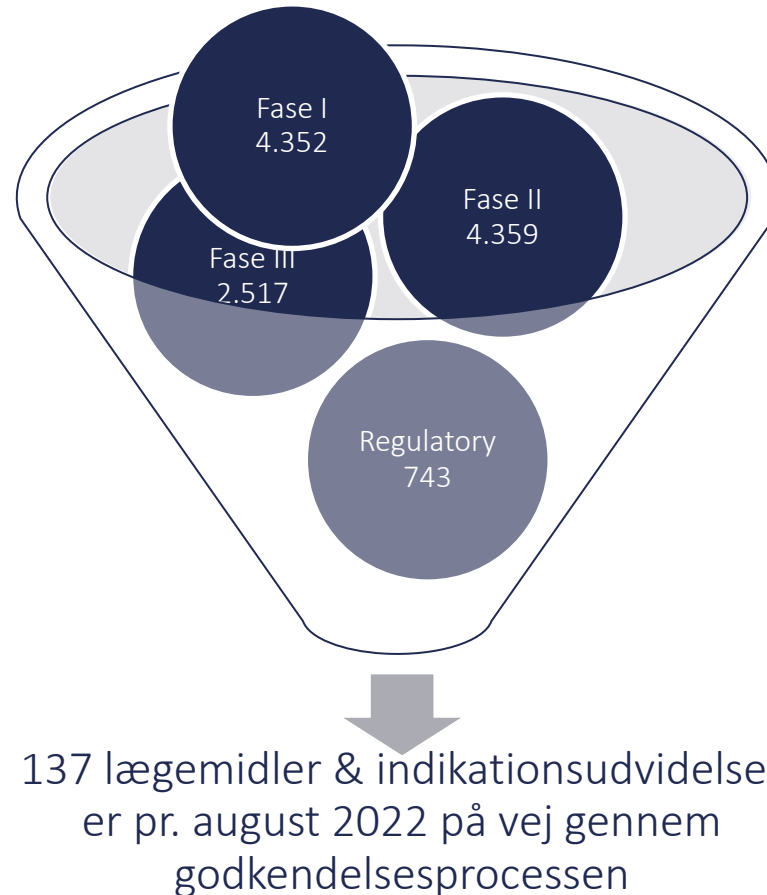 Fase I
4.352
Fase II
4.359
Fase III
2.517
Regulatory
743
137 lægemidler & indikationsudvidelse
er pr. august 2022 på vej gennem
godkendelsesprocessen